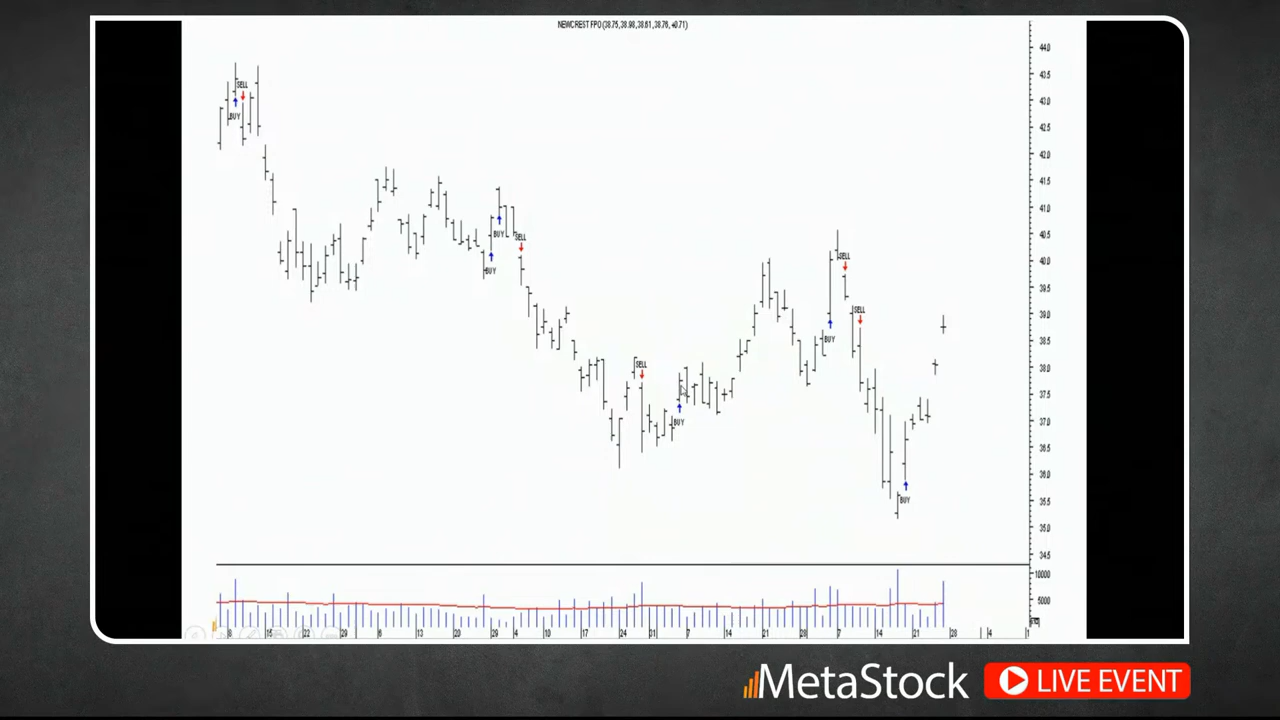 NEWCREST FPO (38.75, 38.98, 38.61, 38.76, +0.71)
44.0
43.5
SELL
43.0
BUY
42.5
42.0
41.5
41.0
BUY
SELL
40.5
SELL
40.0
BUY
39.5
SELL
39.0
BUY
38.5
SELL
38.0
37.5
BUY
37.0
36.5
36.0
BUY
35.5
35.0
34.5
10000
5000
8 15 22 29 6 13 20 29 4 10 17 24 31 7 14 21 28 7 14 21 28 4 1
MetaStock LIVE EVENT